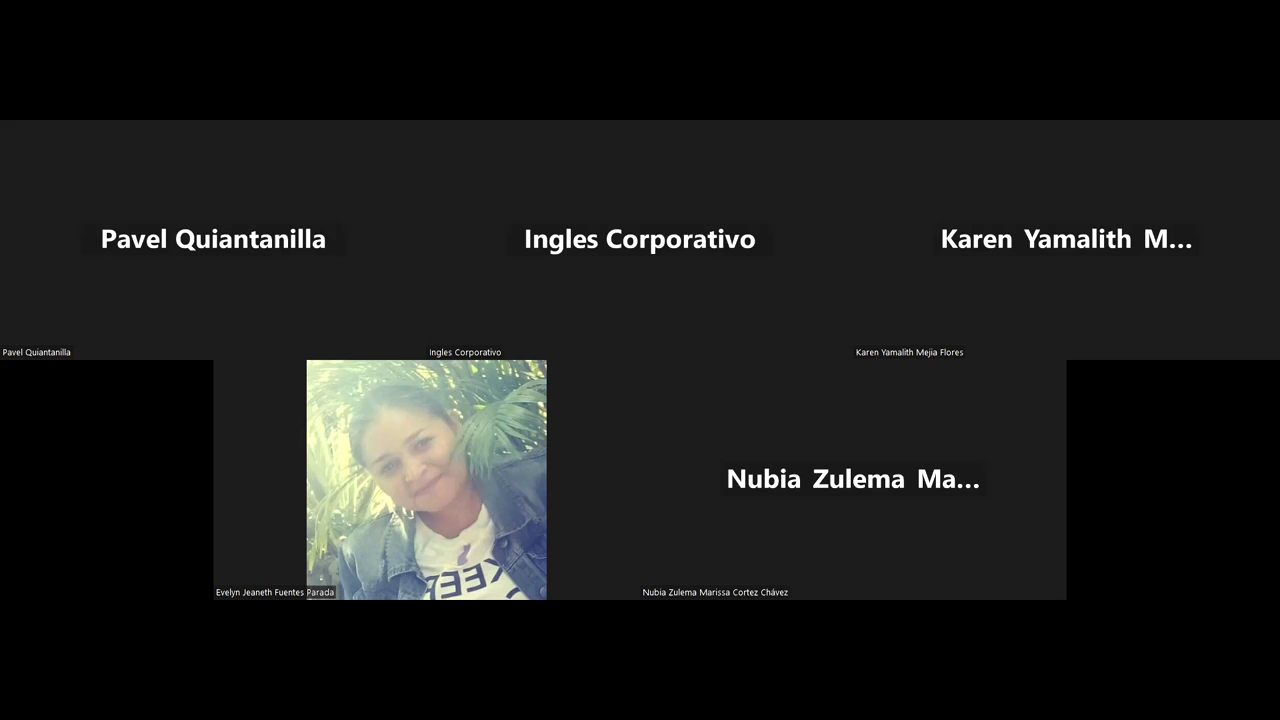 Pavel Quiantanilla
Ingles Corporativo
Karen Yamalith M...
Pavel Quiantanilla
Ingles Corporativo
Karen Yamalith Mejia Flores
Nubia Zulema Ma...
KEEP
Evelyn Jeaneth Fuentes Parada
Nubia Zulema Marissa Cortez Chávez